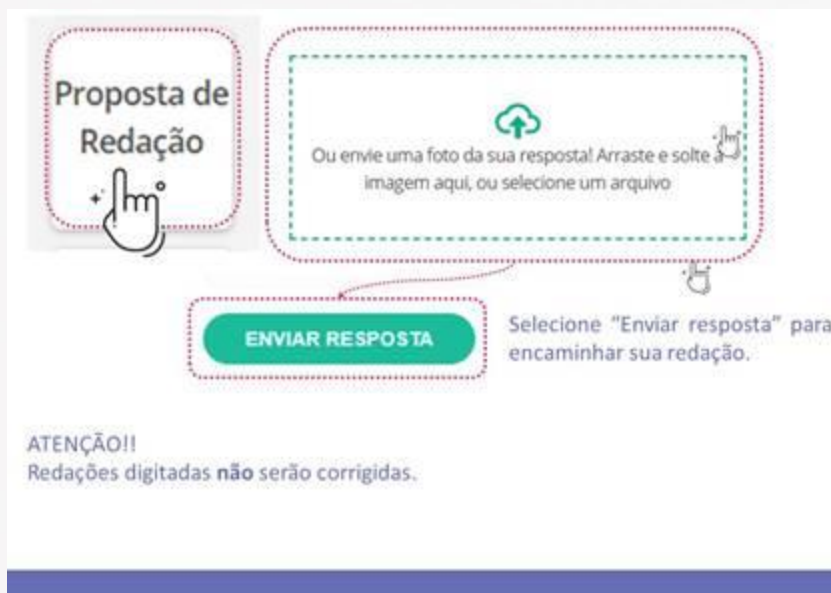 Proposta de
Redação
Ou envie uma foto da sua resposta! Arraste e solte a
imagem aqui, ou selecione um arquivo
ENVIAR RESPOSTA
Selecione "Enviar resposta" para
encaminhar sua redação.
ATENÇÃO!!
Redações digitadas não serão corrigidas.